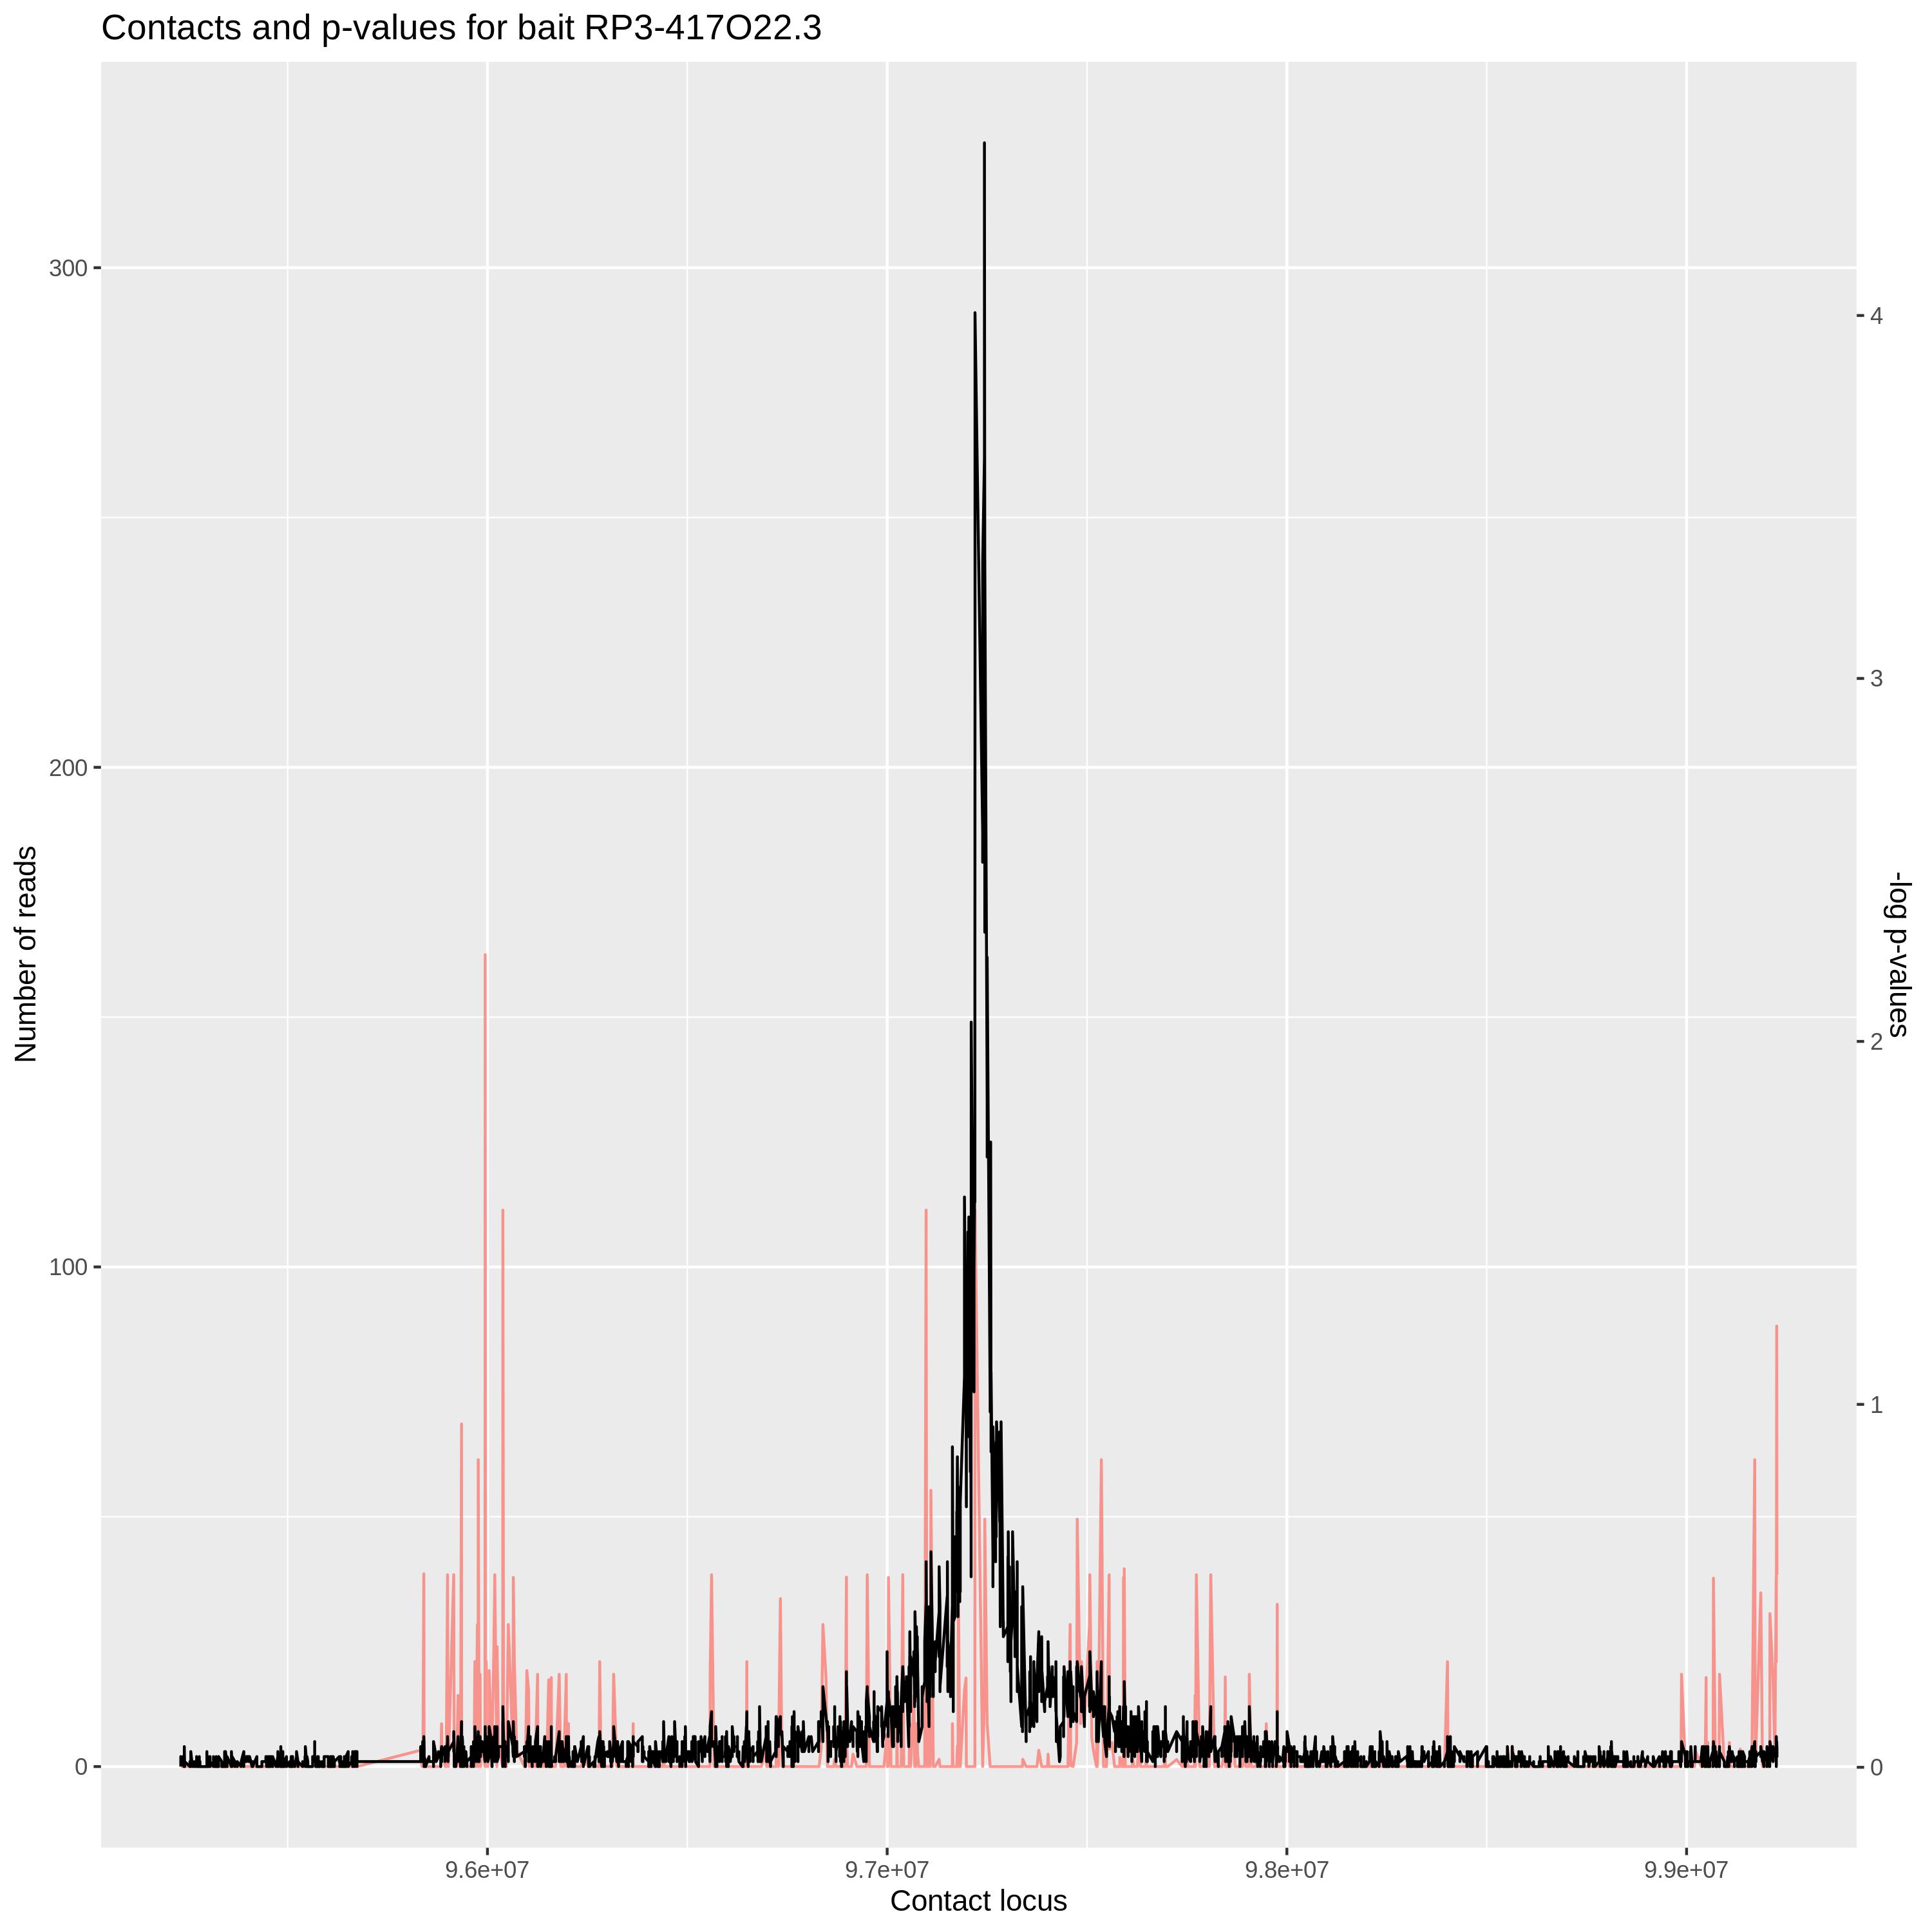 Contacts and p-values for bait RP3-417O22.3
300
200
100
0
Number of reads
4
3
2
1
0
-log p-values
9.6e+07
9.7e+07
9.8e+07
9.9e+07
Contact locus